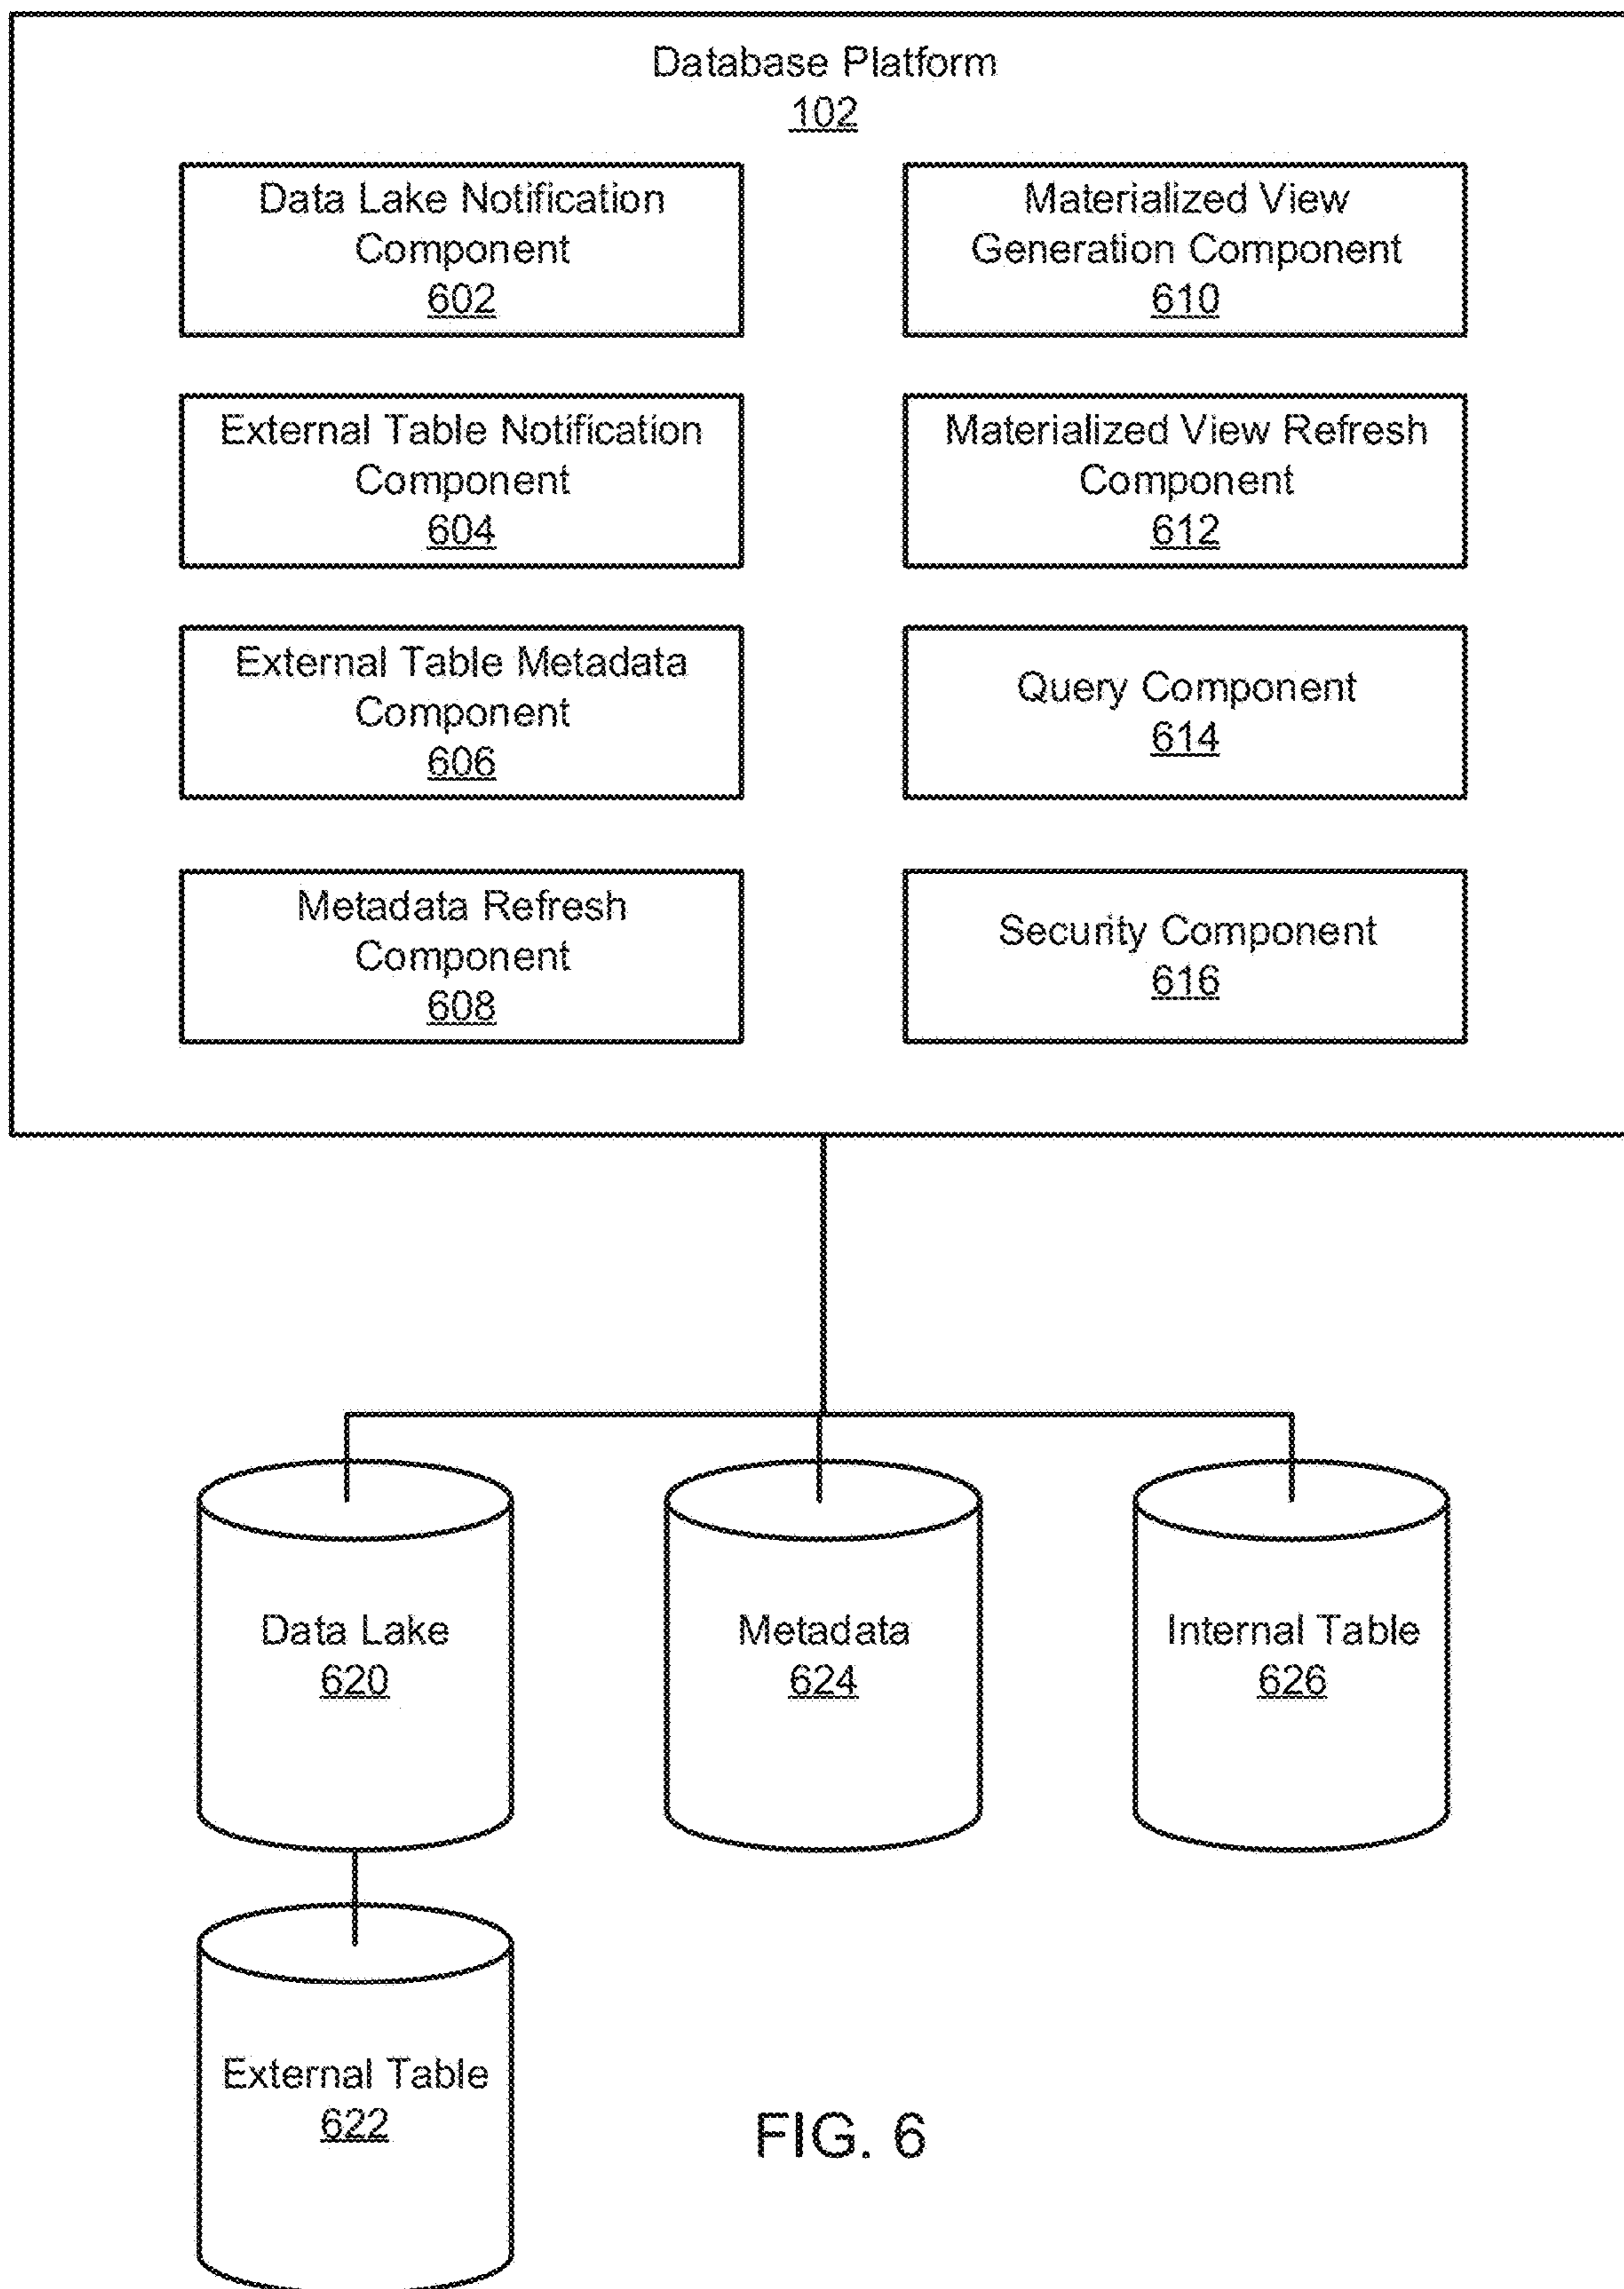 Database Platform
102
Data Lake Notification
Component
602
Materialized View
Generation Component
610
External Table Notification
Component
604
Materialized View Refresh
Component
612
External Table Metadata
Component
606
Query Component
614
Metadata Refresh
Component
608
Security Component
616
Data Lake
620
Metadata
624
Internal Table
626
External Table
622
FIG. 6